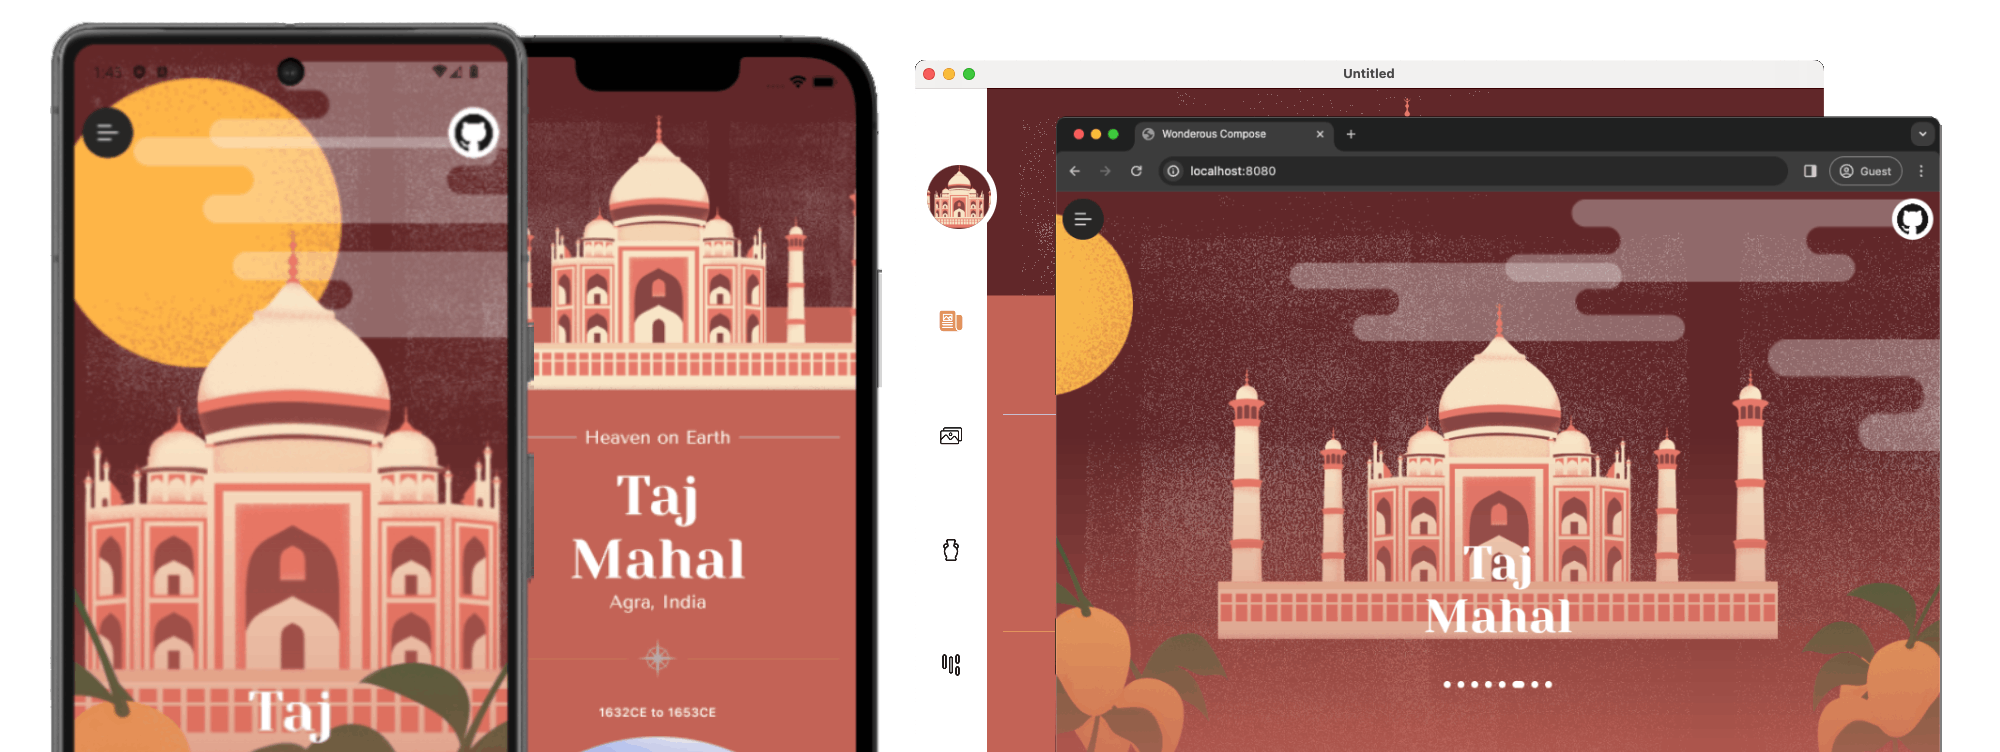 1:45
Taj
Heaven on Earth
Taj
Mahal
Agra, India
1632CE to 1653CE
Untitled
Wonderous Compose
localhost:8080
Guest
Taj
Mahal